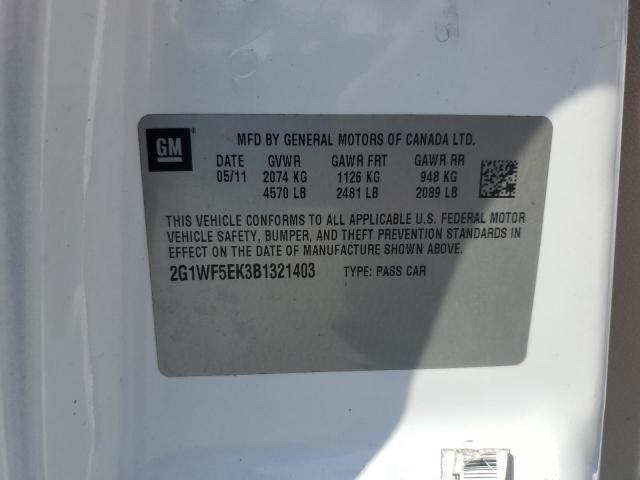 GM ®
MFD BY GENERAL MOTORS OF CANADA LTD.
DATE GVWR GAWR FRT GAWR RR
05/11 2074 KG 1126 KG 948 KG
4570 LB 2481 LB 2089 LB
THIS VEHICLE CONFORMS TO ALL APPLICABLE U.S. FEDERAL MOTOR
VEHICLE SAFETY, BUMPER, AND THEFT PREVENTION STANDARDS IN
EFFECT ON THE DATE OF MANUFACTURE SHOWN ABOVE.
2G1WF5EK3B1321403 TYPE: PASS CAR